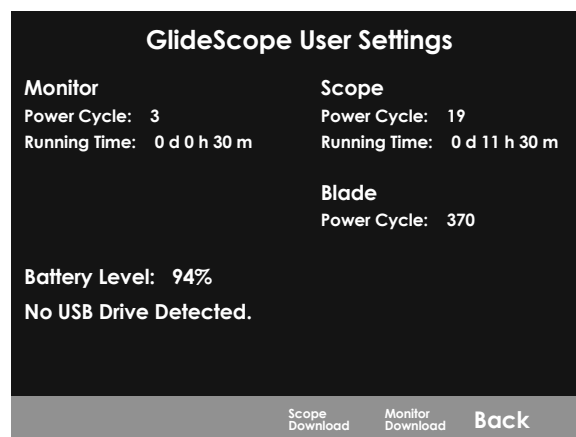 GlideScope User Settings
Monitor
Power Cycle: 3
Running Time: 0 d 0 h 30 m
Scope
Power Cycle: 19
Running Time: 0 d 11 h 30 m
Blade
Power Cycle: 370
Battery Level: 94%
No USB Drive Detected.
Scope
Download
Monitor
Download
Back